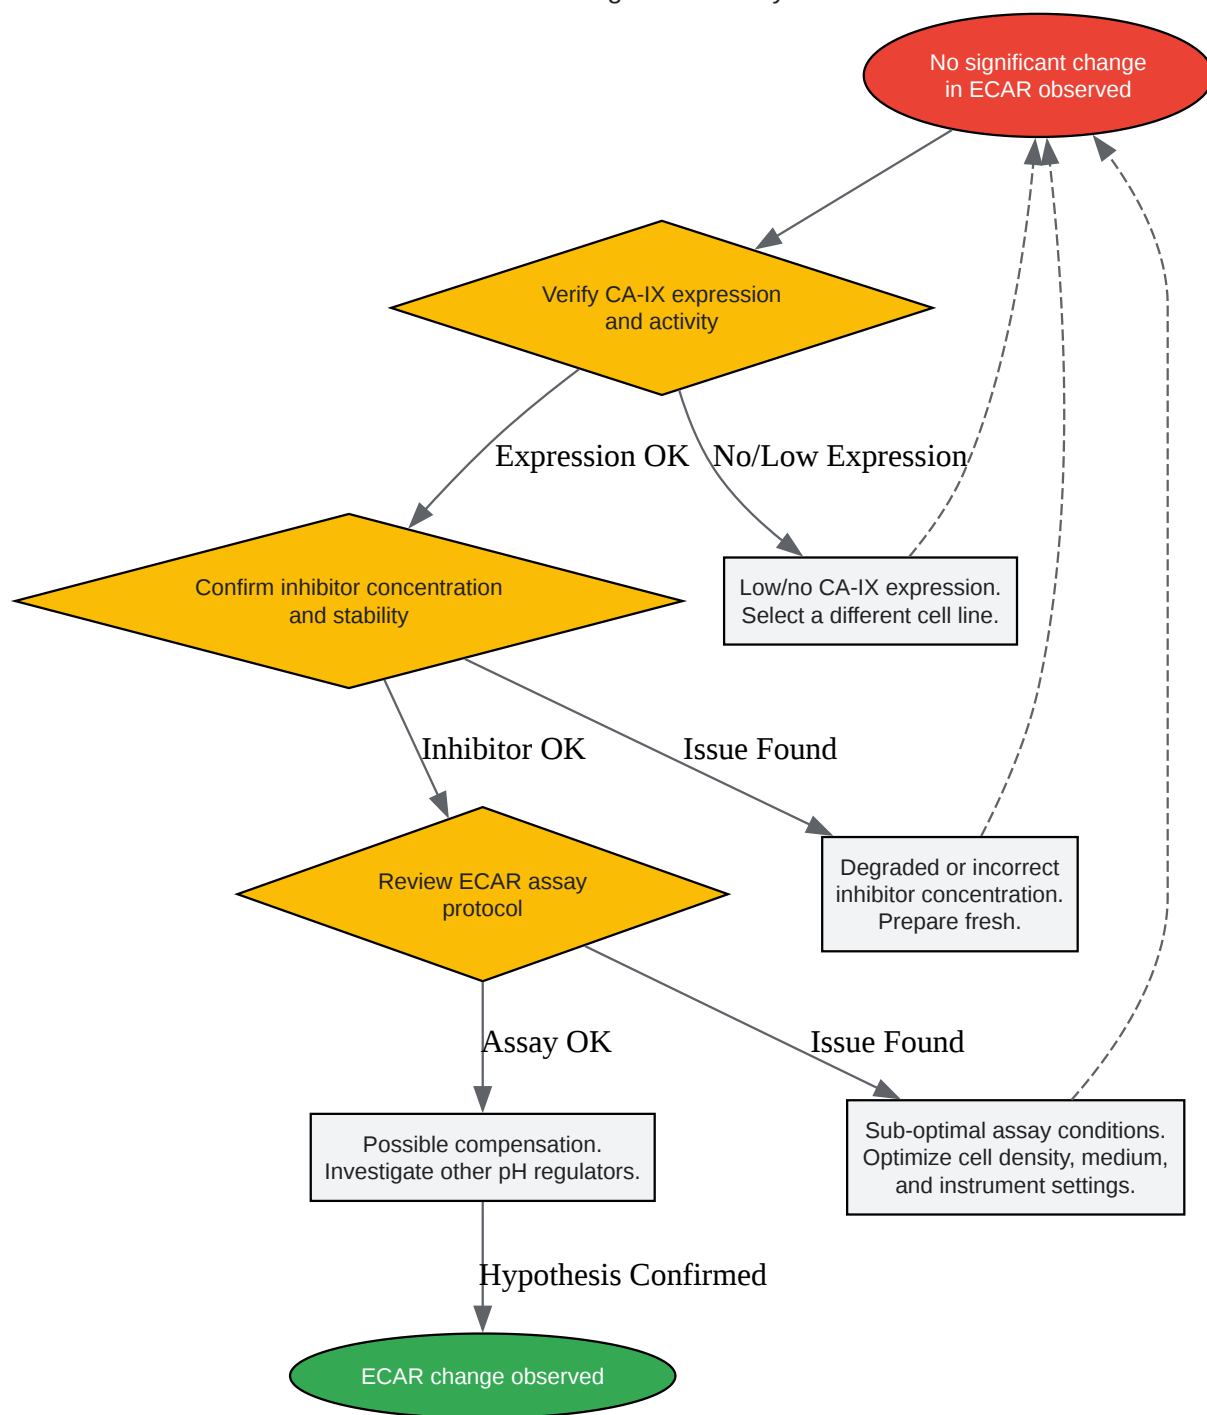 No significant change
in ECAR observed
Verify CA-IX expression
and activity
Expression OK
No/Low Expression
Confirm inhibitor concentration
and stability
Low/no CA-IX expression.
Select a different cell line.
Inhibitor OK
Issue Found
Review ECAR assay
protocol
Degraded or incorrect
inhibitor concentration.
Prepare fresh.
Assay OK
Issue Found
Possible compensation.
Investigate other pH regulators.
Sub-optimal assay conditions.
Optimize cell density, medium,
and instrument settings.
Hypothesis Confirmed
ECAR change observed